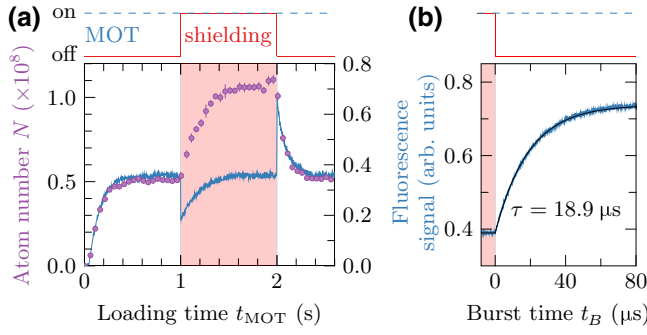 (a)
on
off
MOT
shielding
Atom number N (×10⁸)
1.0
0.5
0.0
0.8
0.6
0.4
0.2
0.0
0
1
2
Loading time t_MOT (s)
(b)
Fluorescence
signal (arb. units)
0.8
0.6
0.4
τ = 18.9 µs
0
40
80
Burst time t_B (µs)